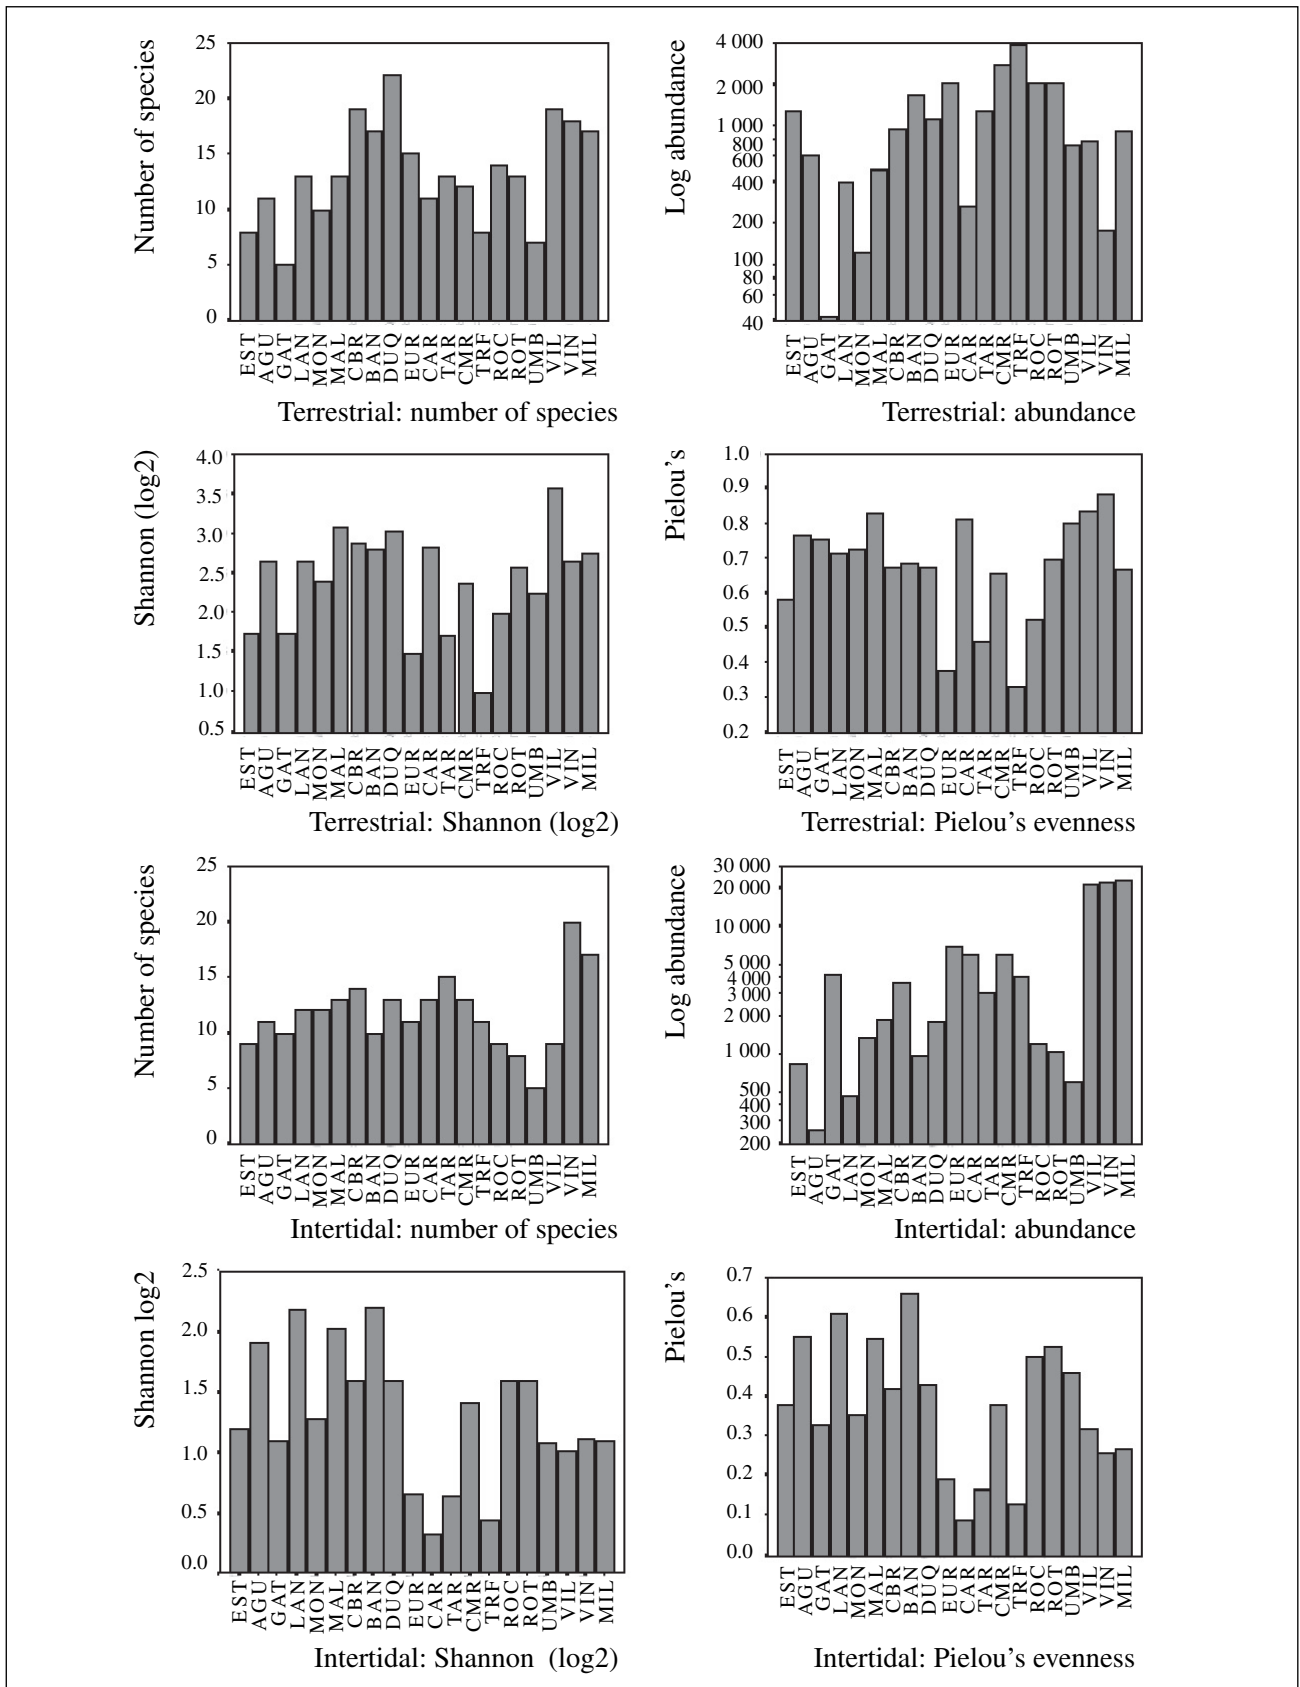 Number of species
25
20
15
10
5
0
EST
AGU
GAT
LAN
MON
MAL
CBR
BAN
DUQ
EUR
CAR
TAR
CMR
TRF
ROC
ROT
UMB
VIL
VIN
MIL
Terrestrial: number of species
Log abundance
4 000
2 000
1 000
800
600
400
200
100
80
60
40
EST
AGU
GAT
LAN
MON
MAL
CBR
BAN
DUQ
EUR
CAR
TAR
CMR
TRF
ROC
ROT
UMB
VIL
VIN
MIL
Terrestrial: abundance
Shannon (log2)
4.0
3.5
3.0
2.5
2.0
1.5
1.0
0.5
EST
AGU
GAT
LAN
MON
MAL
CBR
BAN
DUQ
EUR
CAR
TAR
CMR
TRF
ROC
ROT
UMB
VIL
VIN
MIL
Terrestrial: Shannon (log2)
Pielou's
1.0
0.9
0.8
0.7
0.6
0.5
0.4
0.3
0.2
EST
AGU
GAT
LAN
MON
MAL
CBR
BAN
DUQ
EUR
CAR
TAR
CMR
TRF
ROC
ROT
UMB
VIL
VIN
MIL
Terrestrial: Pielou's evenness
Number of species
25
20
15
10
5
0
EST
AGU
GAT
LAN
MON
MAL
CBR
BAN
DUQ
EUR
CAR
TAR
CMR
TRF
ROC
ROT
UMB
VIL
VIN
MIL
Intertidal: number of species
Log abundance
30 000
20 000
10 000
5 000
4 000
3 000
2 000
1 000
500
400
300
200
EST
AGU
GAT
LAN
MON
MAL
CBR
BAN
DUQ
EUR
CAR
TAR
CMR
TRF
ROC
ROT
UMB
VIL
VIN
MIL
Intertidal: abundance
Shannon log2
2.5
2.0
1.5
1.0
0.5
0.0
EST
AGU
GAT
LAN
MON
MAL
CBR
BAN
DUQ
EUR
CAR
TAR
CMR
TRF
ROC
ROT
UMB
VIL
VIN
MIL
Intertidal: Shannon (log2)
Pielou's
0.7
0.6
0.5
0.4
0.3
0.2
0.1
0.0
EST
AGU
GAT
LAN
MON
MAL
CBR
BAN
DUQ
EUR
CAR
TAR
CMR
TRF
ROC
ROT
UMB
VIL
VIN
MIL
Intertidal: Pielou's evenness